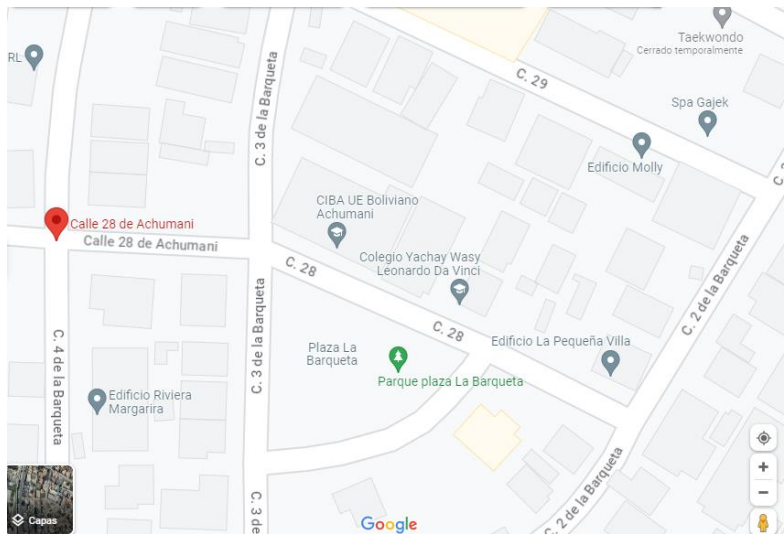 Taekwondo
Cerrado temporalmente
RL
C. 29
Spa Gajek
C. 3 de la Barqueta
Edificio Molly
CIBA UE Boliviano
Achumani
Calle 28 de Achumani
Calle 28 de Achumani
Colegio Yachay Wasy
Leonardo Da Vinci
C. 28
C. 2 de la Barqueta
C. 28
Plaza La
Barqueta
Edificio La Pequeña Villa
C. 4 de la Barqueta
C. 3 de la Barqueta
Parque plaza La Barqueta
Edificio Riviera
Margarira
C. 2 de la Barqueta
C. 3 de
Capas
Google